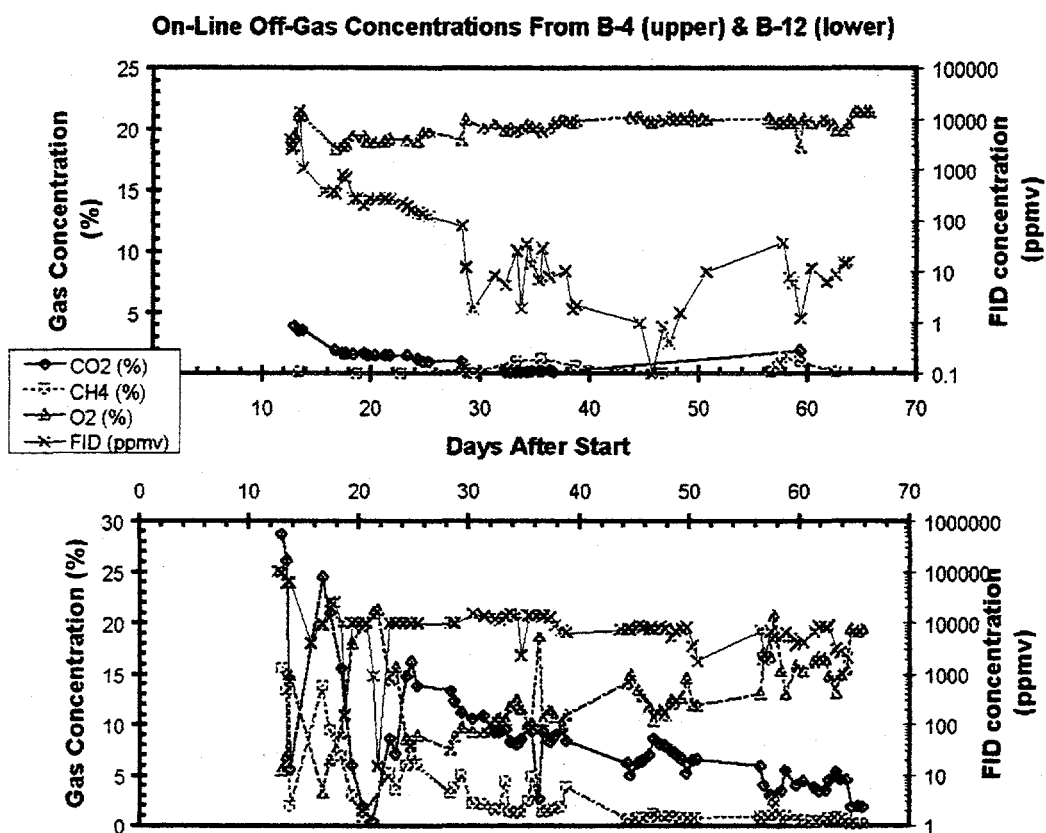 On-Line Off-Gas Concentrations From B-4 (upper) & B-12 (lower)
25
20
15
10
5
Gas Concentration
(%)
100000
10000
1000
100
10
1
0.1
FID concentration
(ppmv)
10 20 30 40 50 60 70
Days After Start
CO2 (%)
CH4 (%)
O2 (%)
FID (ppmv)
0 10 20 30 40 50 60 70
30
25
20
15
10
5
0
Gas Concentration (%)
1000000
100000
10000
1000
100
10
1
FID concentration
(ppmv)